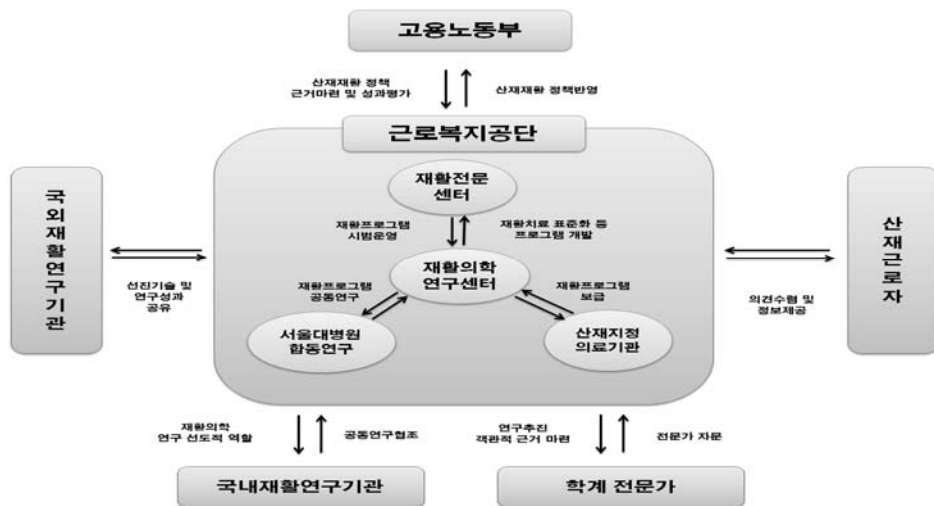 고용노동부
산재재활 정책
근거마련 및 성과평가
산재재활 정책반영
근로복지공단
국외재활연구기관
산재근로자
재활전문
센터
재활프로그램
시범운영
재활치료 표준화 등
프로그램 개발
재활의학
연구센터
선진기술 및
연구성과
공유
재활프로그램
공동연구
재활프로그램
보급
의견수렴 및
정보제공
서울대병원
합동연구
산재지정
의료기관
재활의학
연구 선도적 역할
공동연구협조
연구추진
객관적 근거 마련
전문가 자문
국내재활연구기관
학계 전문가